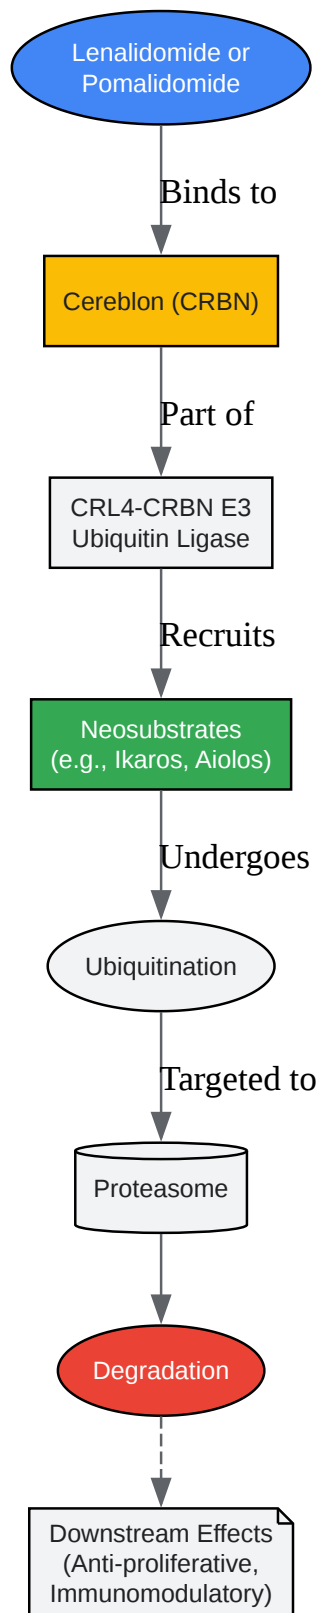 Lenalidomide or
Pomalidomide
Binds to
Cereblon (CRBN)
Part of
CRL4-CRBN E3
Ubiquitin Ligase
Recruits
Neosubstrates
(e.g., Ikaros, Aiolos)
Undergoes
Ubiquitination
Targeted to
Proteasome
Degradation
Downstream Effects
(Anti-proliferative,
Immunomodulatory)